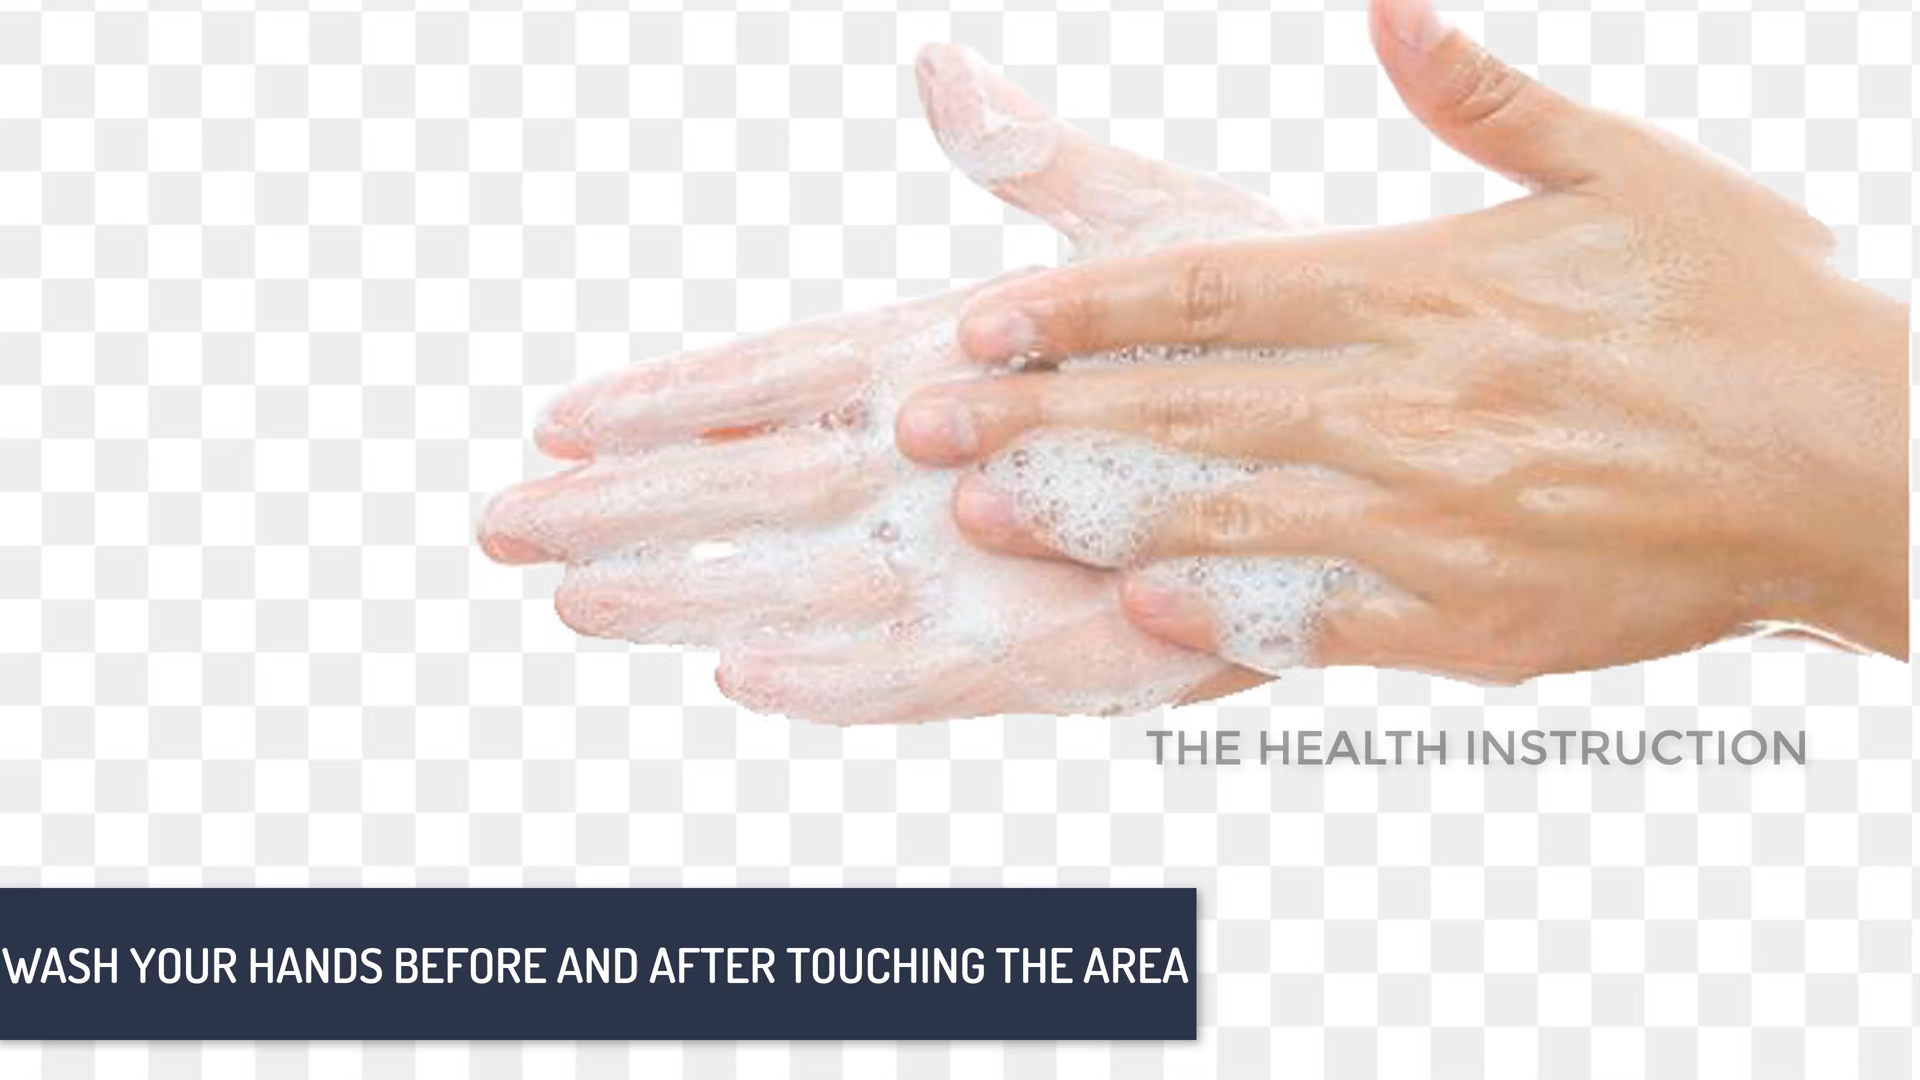 THE HEALTH INSTRUCTION
WASH YOUR HANDS BEFORE AND AFTER TOUCHING THE AREA